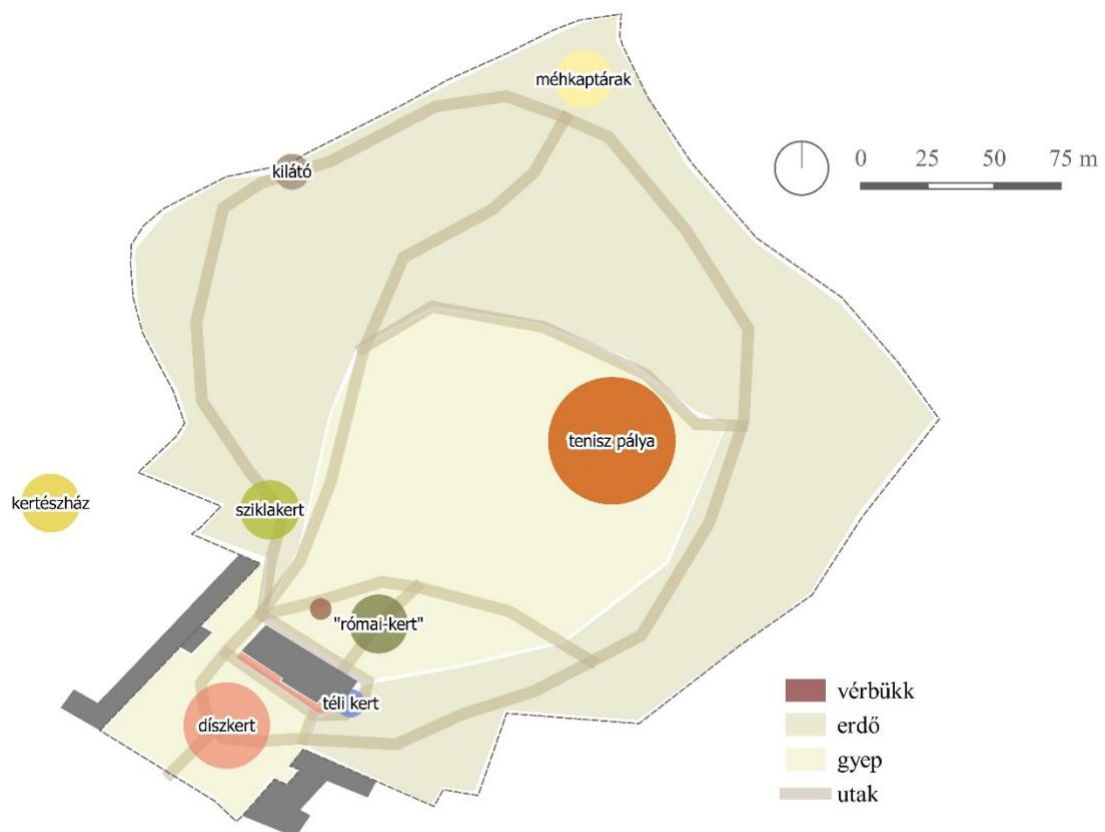 méhkaptárak
kilátó
0 25 50 75 m
tenisz pálya
kertészház
sziklakert
"római-kert"
téli kert
díszkert
vérbükk
erdő
gyep
utak